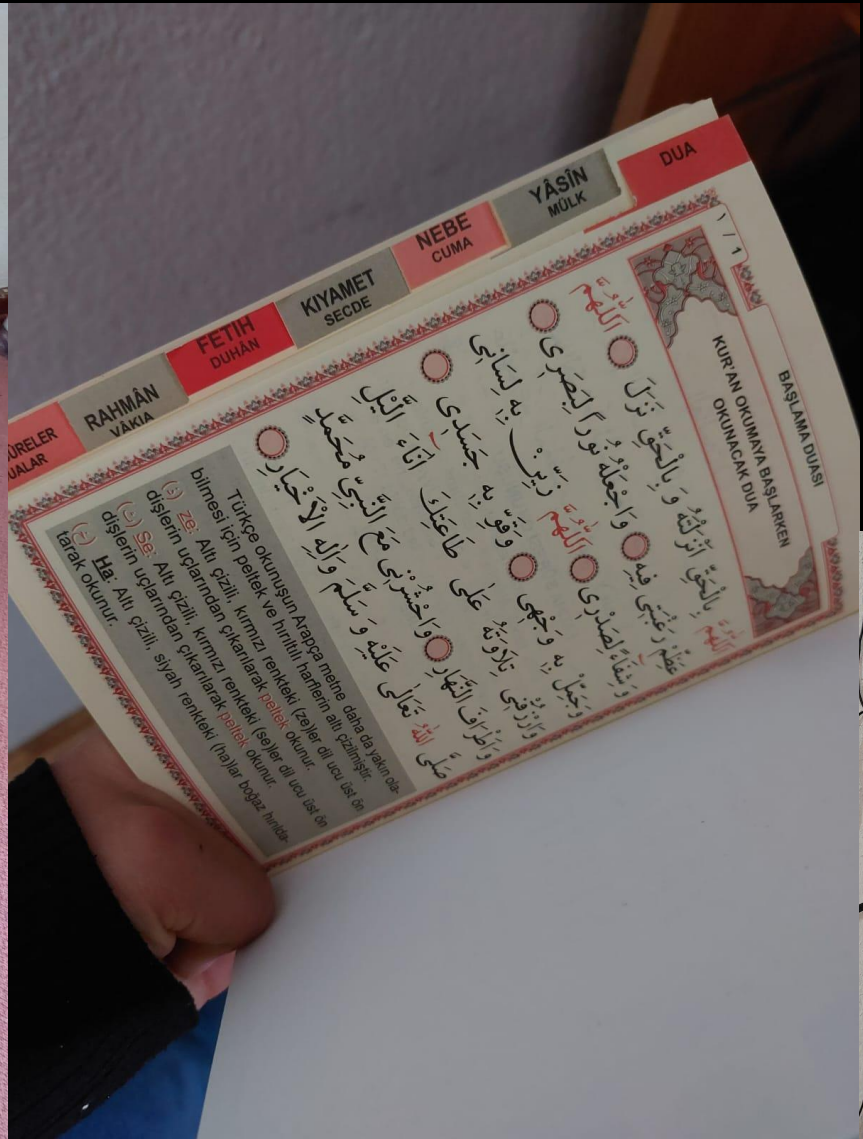 DUA
YÂSÎN
MÜLK
NEBE
CUMA
KIYAMET
SECDE
FETİH
DUHÂN
RAHMÂN
VÂKIA
ÛRELER
UALAR
BAŞLAMA DUASI
KUR'AN OKUMAYA BAŞLARKEN
OKUNACAK DUA
اَللّٰهُمَّ بِالْحَقِّ اَنْزَلْتَهُ وَ بِالْحَقِّ نَزَلَ اَللّٰهُمَّ
عَظِّمْ رَغْبَتِى فِيهِ وَاجْعَلْهُ نُوراً لِبَصَرِى
وَشِفَاءً لِصَدْرِى اَللّٰهُمَّ زَيِّنْ بِهِ لِسَانِى
وَجَمِّلْ بِهِ وَجْهِى وَقَوِّ بِهِ جَسَدِى
وَارْزُقْنِى تِلَاوَتَهُ عَلٰى طَاعَتِكَ اٰنَاءَ الَّيْلِ
وَاَطْرَافَ النَّهَارِ وَاحْشُرْنِى مَعَ النَّبِىِّ مُحَمَّدٍ
صَلَّى اللّٰهُ تَعَالٰى عَلَيْهِ وَ سَلَّمَ وَاٰلِهِ الْاَخْيَارِ
Türkçe okunuşun Arapça metne daha da yakın ola-
bilmesi için peltek ve hırıltılı harflerin altı çizilmiştir.
(ذ) ze: Altı çizili, kırmızı renkteki (ze)ler dil ucu üst ön
dişlerin uçlarından çıkarılarak peltek okunur.
(ث) Se: Altı çizili, kırmızı renkteki (se)ler dil ucu üst ön
dişlerin uçlarından çıkarılarak peltek okunur.
(خ) Ha: Altı çizili, siyah renkteki (ha)lar boğaz hırılda-
tarak okunur.